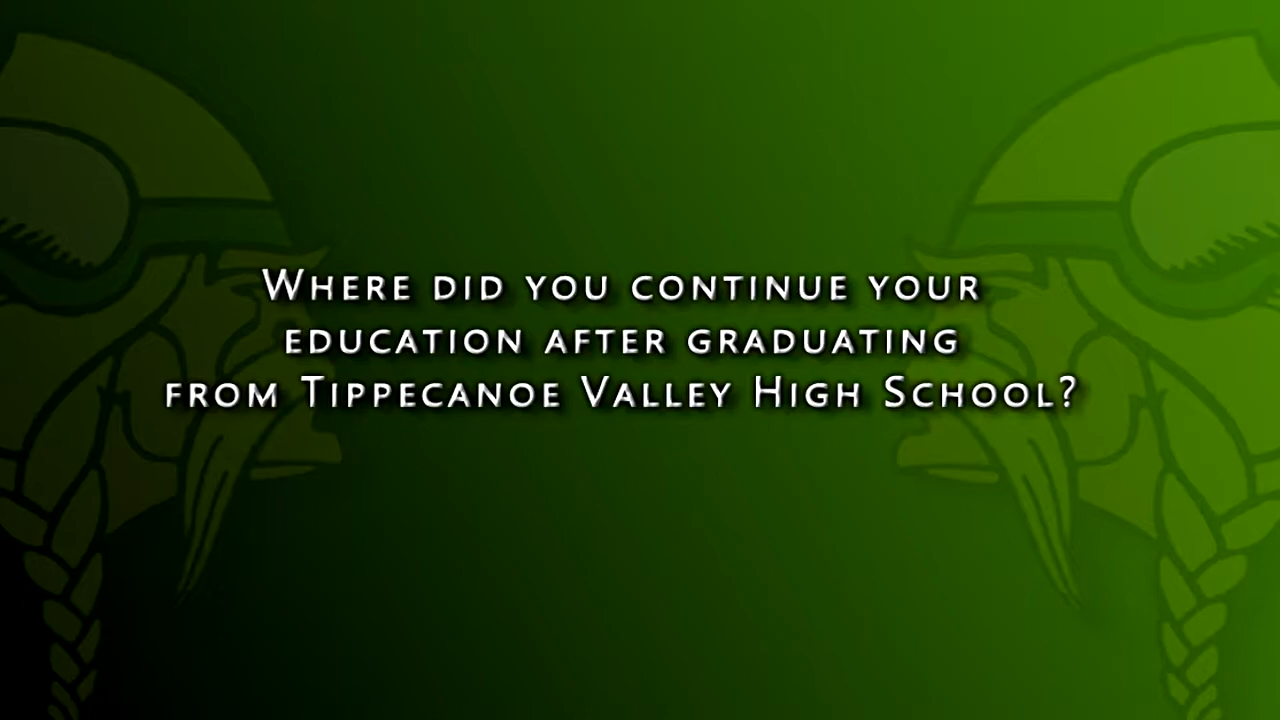 Where did you continue your
education after graduating
from Tippecanoe Valley High School?